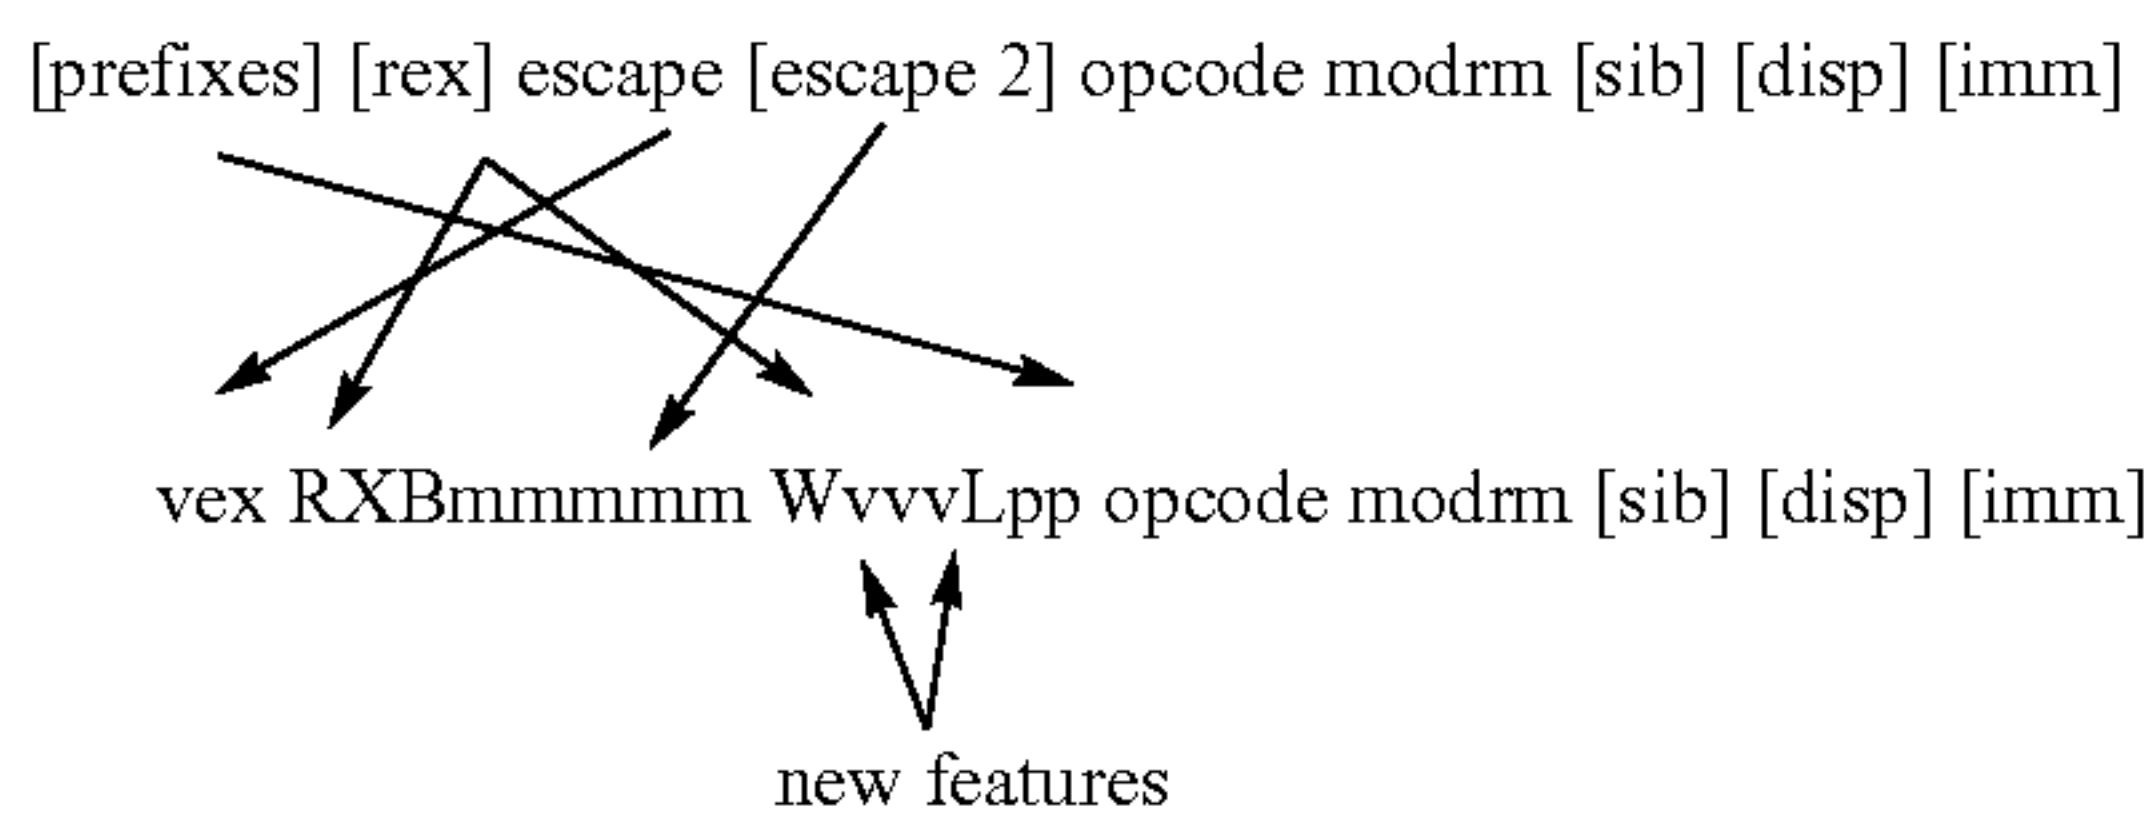 [prefixes] [rex] escape [escape 2] opcode modrm [sib] [disp] [imm]
vex RXBmmmmm WvvvLpp opcode modrm [sib] [disp] [imm]
new features